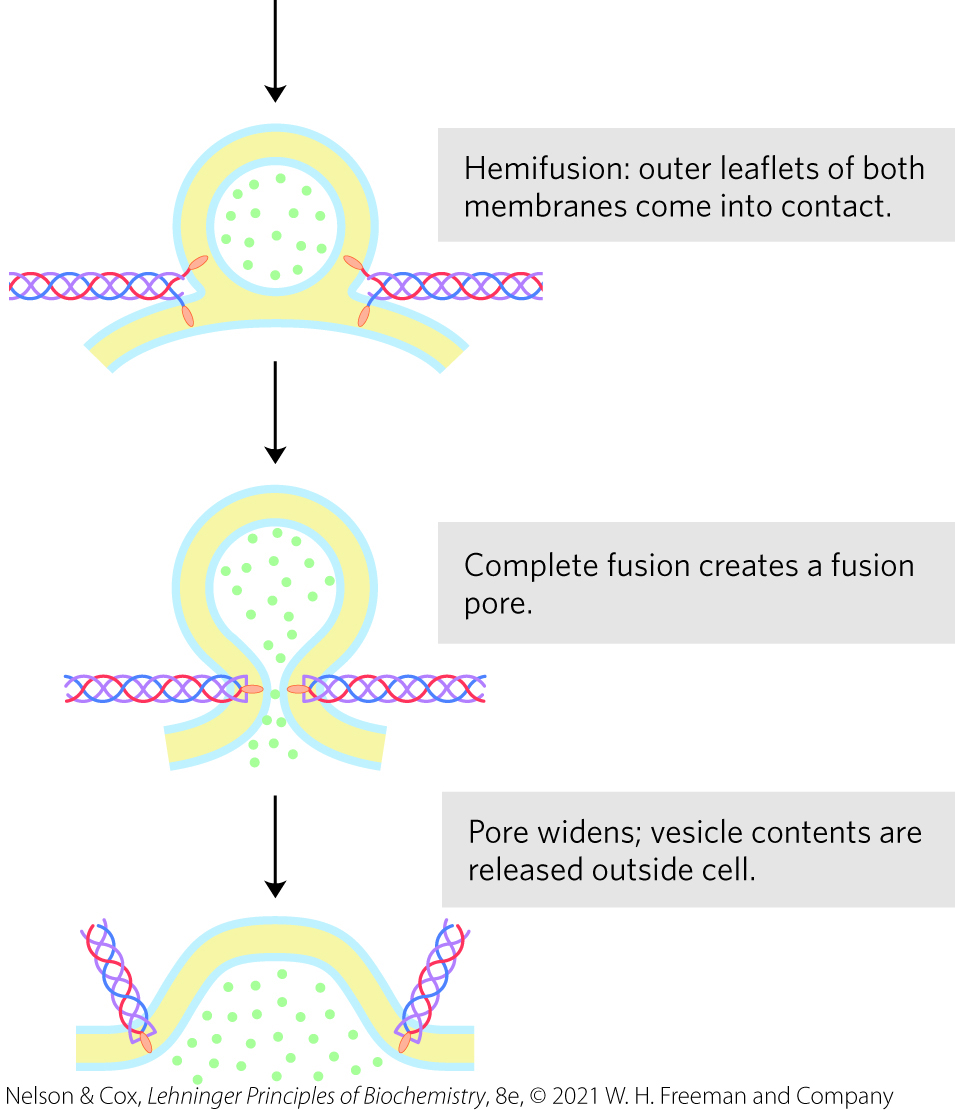 Hemifusion: outer leaflets of both
membranes come into contact.
Complete fusion creates a fusion
pore.
Pore widens; vesicle contents are
released outside cell.
Nelson & Cox, Lehninger Principles of Biochemistry, 8e, © 2021 W. H. Freeman and Company